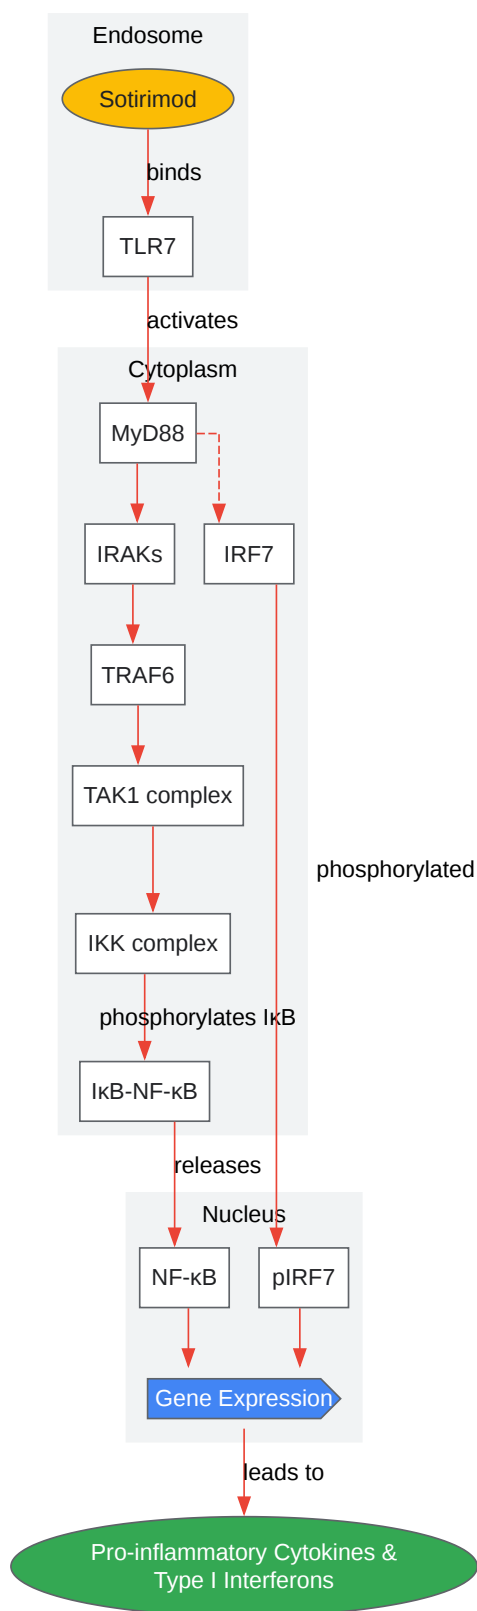 Endosome
Sotirimod
binds
TLR7
activates
Cytoplasm
MyD88
IRAKs
IRF7
TRAF6
TAK1 complex
phosphorylated
IKK complex
phosphorylates IκB
IκB-NF-κB
releases
Nucleus
NF-κB
pIRF7
Gene Expression
leads to
Pro-inflammatory Cytokines &
Type I Interferons